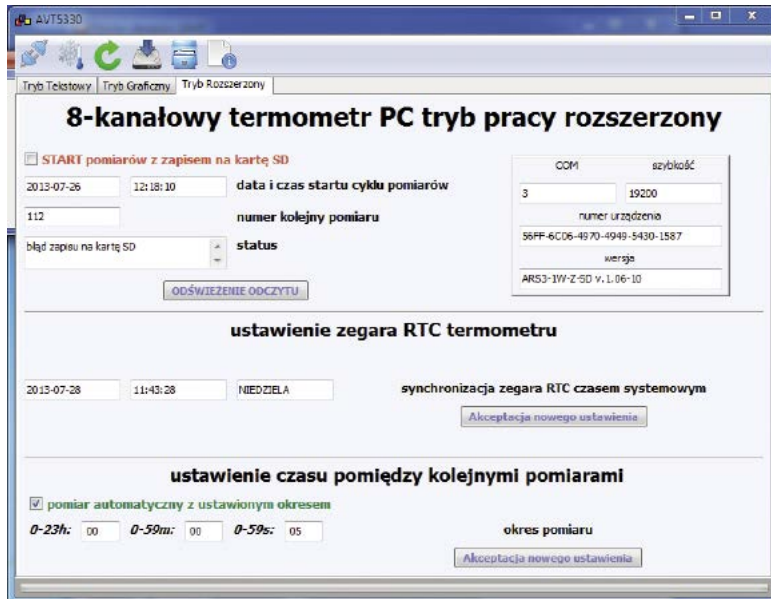 AVT5330
Tryb Tekstowy Tryb Graficzny Tryb Rozszerzony
8-kanałowy termometr PC tryb pracy rozszerzony
START pomiarów z zapisem na kartę SD
2013-07-26 12:18:10 data i czas startu cyklu pomiarów
112 numer kolejny pomiaru
błąd zapisu na kartę SD status
ODŚWIEŻENIE ODCZYTU
COM szybkość
3 19200
numer urządzenia
56FF-6C06-4970-4949-5430-1587
wersja
ARS3-1W-Z-SD v.1.06-10
ustawienie zegara RTC termometru
2013-07-28 11:43:28 NIEDZIELA synchronizacja zegara RTC czasem systemowym
Akceptacja nowego ustawienia
ustawienie czasu pomiędzy kolejnymi pomiarami
pomiar automatyczny z ustawionym okresem
0-23h: 00 0-59m: 00 0-59s: 05 okres pomiaru
Akceptacja nowego ustawienia